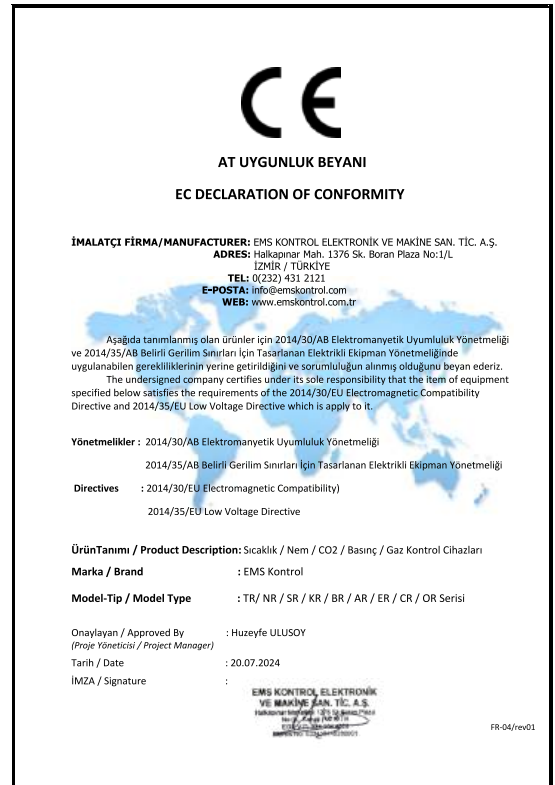 CE
AT UYGUNLUK BEYANI
EC DECLARATION OF CONFORMITY
İMALATÇI FİRMA/MANUFACTURER: EMS KONTROL ELEKTRONİK VE MAKİNE SAN. TİC. A.Ş.
ADRES: Halkapınar Mah. 1376 Sk. Boran Plaza No:1/L
İZMİR / TÜRKİYE
TEL: 0(232) 431 2121
E-POSTA: info@emskontrol.com
WEB: www.emskontrol.com.tr
Aşağıda tanımlanmış olan ürünler için 2014/30/AB Elektromanyetik Uyumluluk Yönetmeliği
ve 2014/35/AB Belirli Gerilim Sınırları İçin Tasarlanan Elektrikli Ekipman Yönetmeliğinde
uygulanabilen gerekliliklerinin yerine getirildiğini ve sorumluluğun alınmış olduğunu beyan ederiz.
The undersigned company certifies under its sole responsibility that the item of equipment
specified below satisfies the requirements of the 2014/30/EU Electromagnetic Compatibility
Directive and 2014/35/EU Low Voltage Directive which is apply to it.
Yönetmelikler : 2014/30/AB Elektromanyetik Uyumluluk Yönetmeliği
2014/35/AB Belirli Gerilim Sınırları İçin Tasarlanan Elektrikli Ekipman Yönetmeliği
Directives : 2014/30/EU Electromagnetic Compatibility)
2014/35/EU Low Voltage Directive
ÜrünTanımı / Product Description: Sıcaklık / Nem / CO2 / Basınç / Gaz Kontrol Cihazları
Marka / Brand : EMS Kontrol
Model-Tip / Model Type : TR/ NR / SR / KR / BR / AR / ER / CR / OR Serisi
Onaylayan / Approved By : Huzeyfe ULUSOY
(Proje Yöneticisi / Project Manager)
Tarih / Date : 20.07.2024
İMZA / Signature :
EMS KONTROL ELEKTRONİK
VE MAKİNE SAN. TİC. A.Ş.
FR-04/rev01